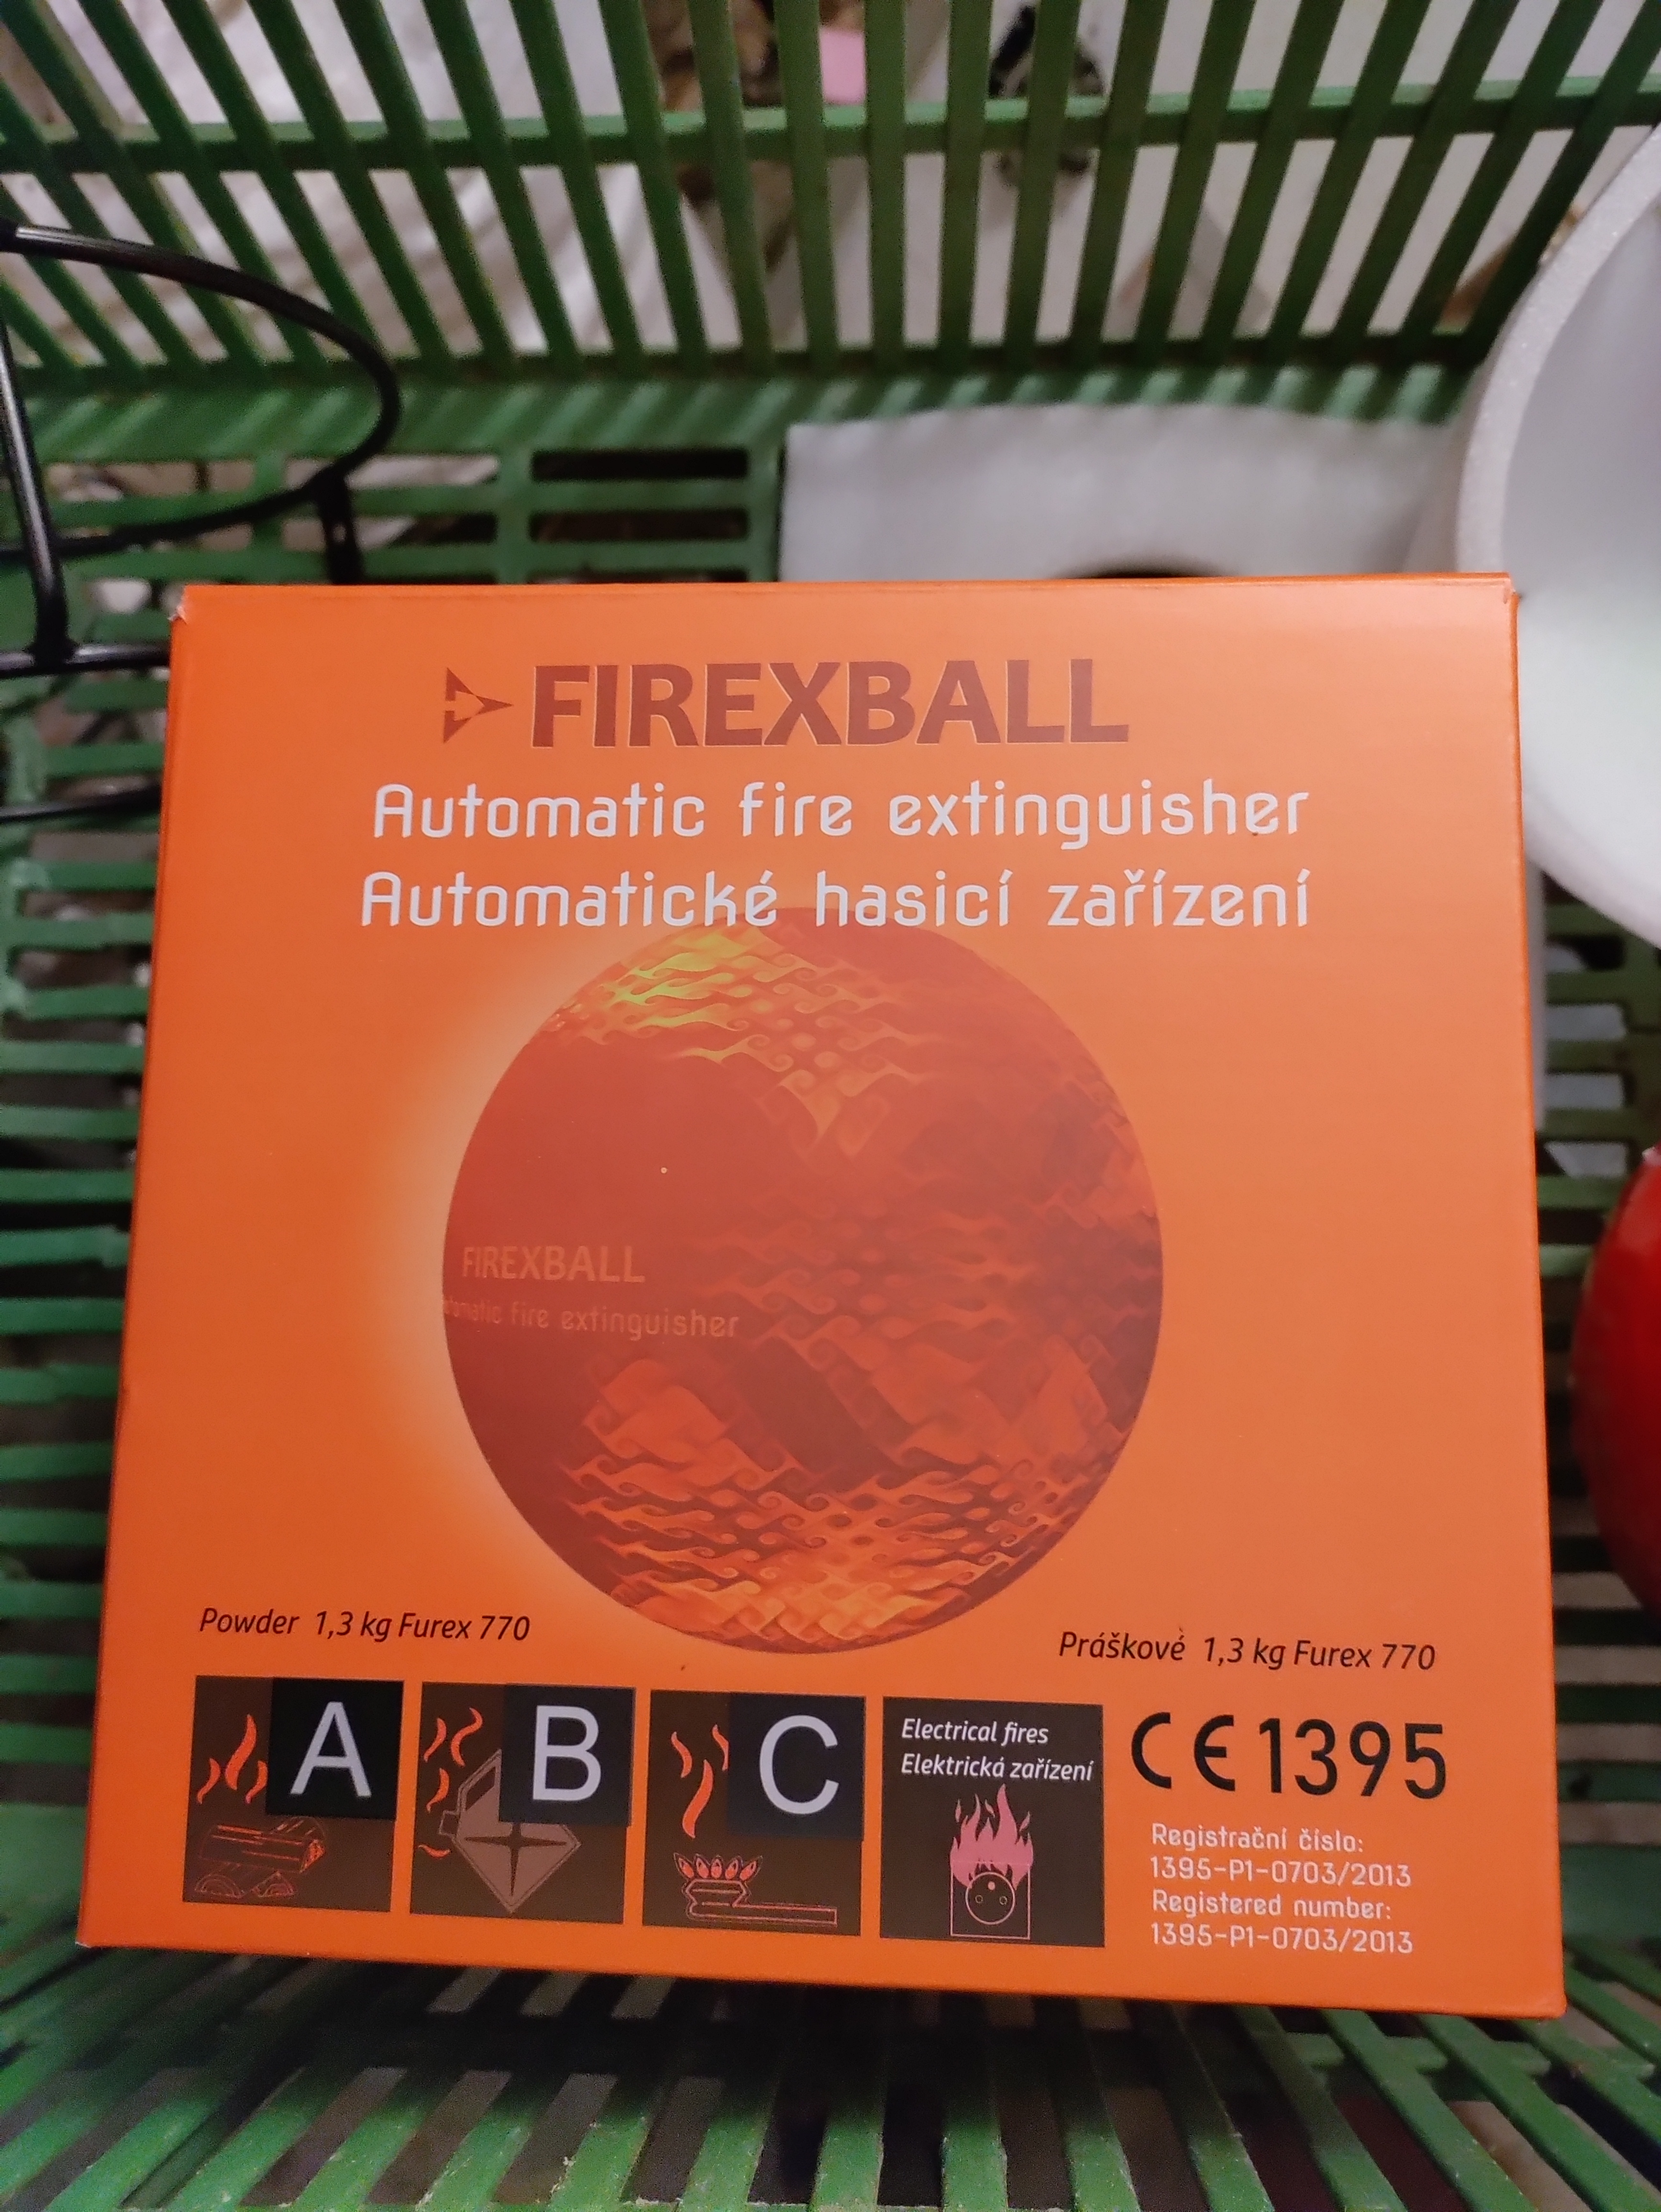 FIREXBALL
Automatic fire extinguisher
Automatické hasicí zařízení
FIREXBALL
Automatic fire extinguisher
Powder 1,3 kg Furex 770
Práškové 1,3 kg Furex 770
A
B
C
Electrical fires
Elektrická zařízení
CE1395
Registrační číslo:
1395-P1-0703/2013
Registered number:
1395-P1-0703/2013